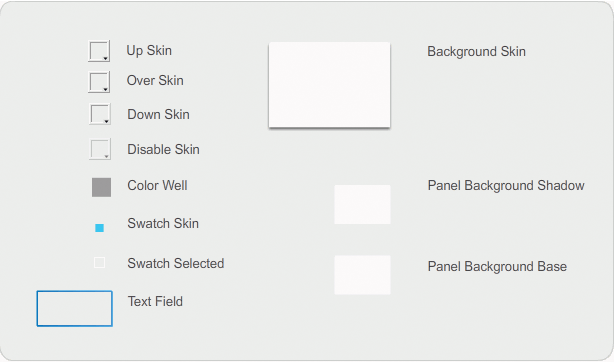 Up Skin
Over Skin
Down Skin
Disable Skin
Color Well
Swatch Skin
Swatch Selected
Text Field
Background Skin
Panel Background Shadow
Panel Background Base